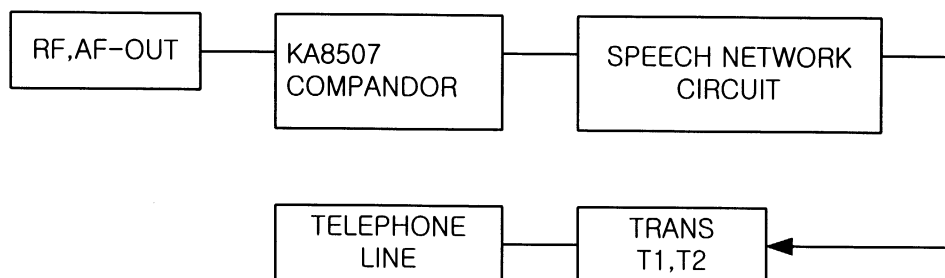 RF,AF-OUT
KA8507
COMPANDOR
SPEECH NETWORK
CIRCUIT
TELEPHONE
LINE
TRANS
T1,T2